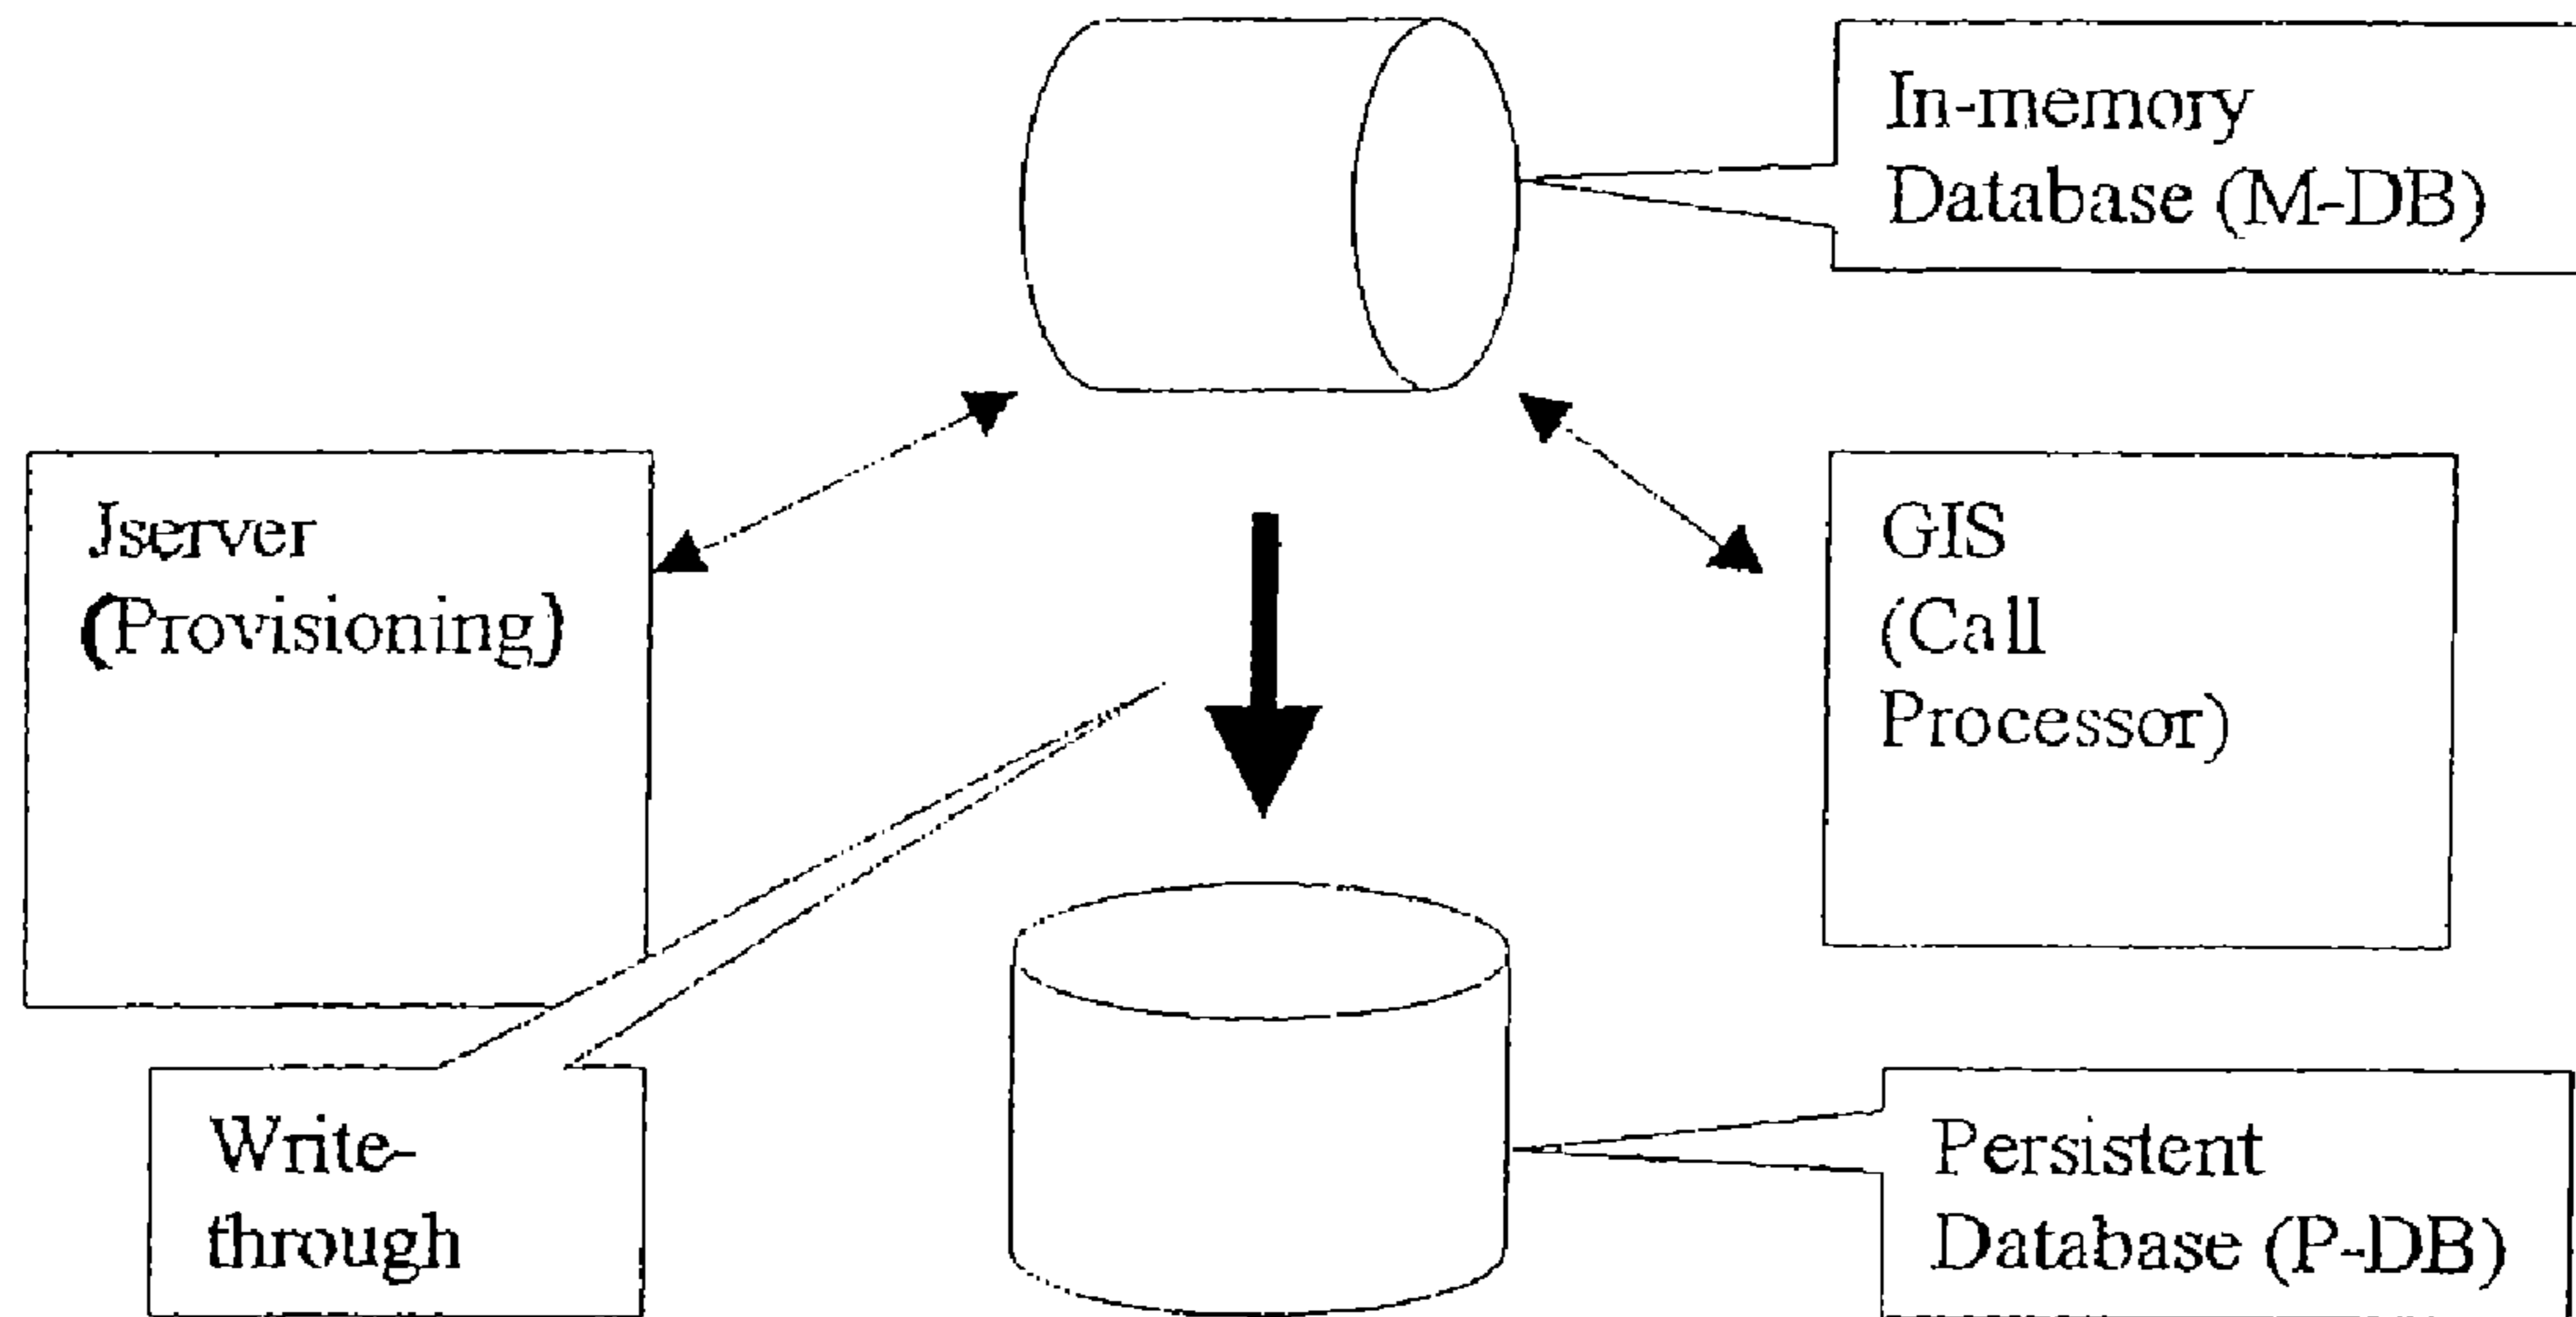 In-memory
Database (M-DB)
Jserver
(Provisioning)
GIS
(Call
Processor)
Write-
through
Persistent
Database (P-DB)